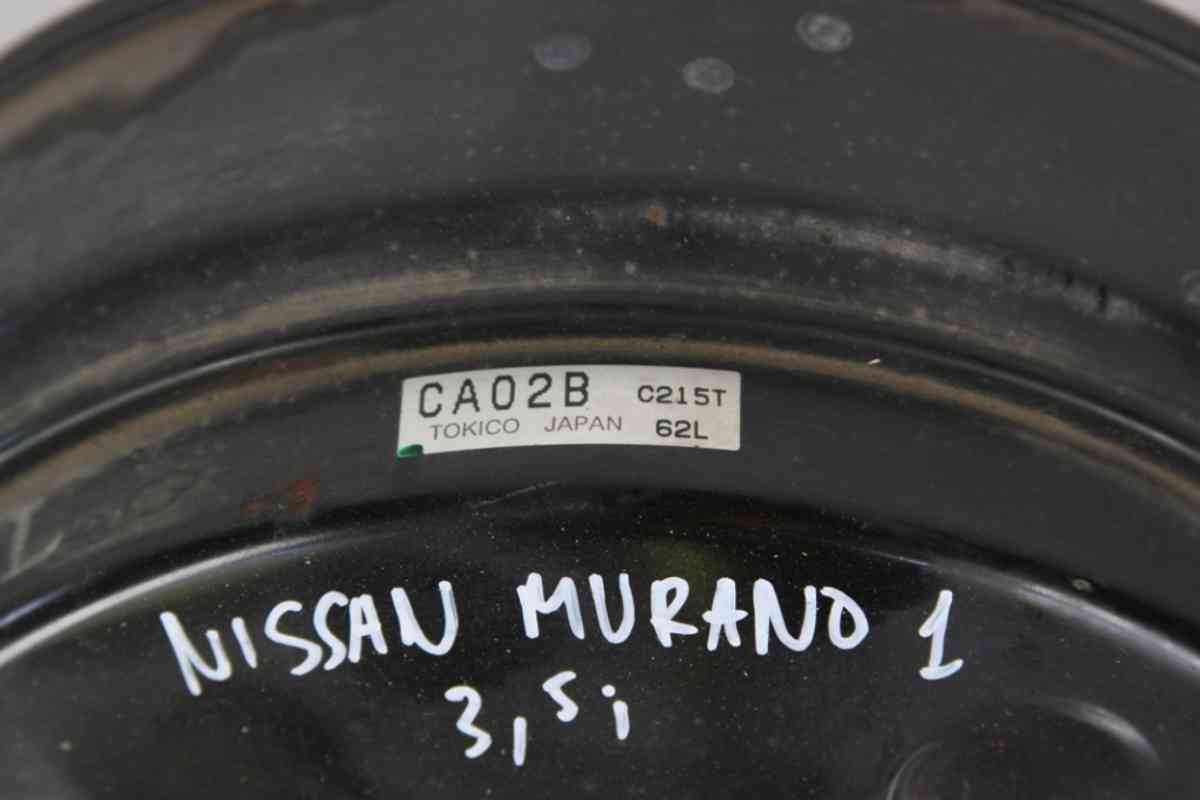 CA02B C215T
TOKICO JAPAN 62L
NISSAN MURANO 1
3,5i